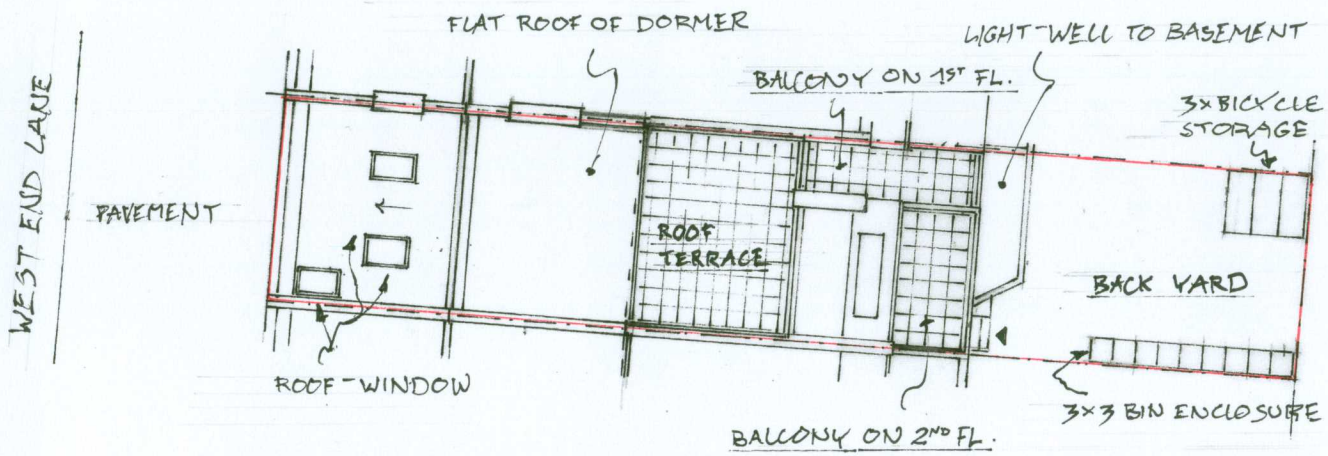 FLAT ROOF OF DORMER
LIGHT-WELL TO BASEMENT
BALCONY ON 1ST FL.
3x BICYCLE
STORAGE
WEST END LANE
PAVEMENT
ROOF
TERRACE
BACK YARD
ROOF-WINDOW
3x3 BIN ENCLOSURE
BALCONY ON 2ND FL.